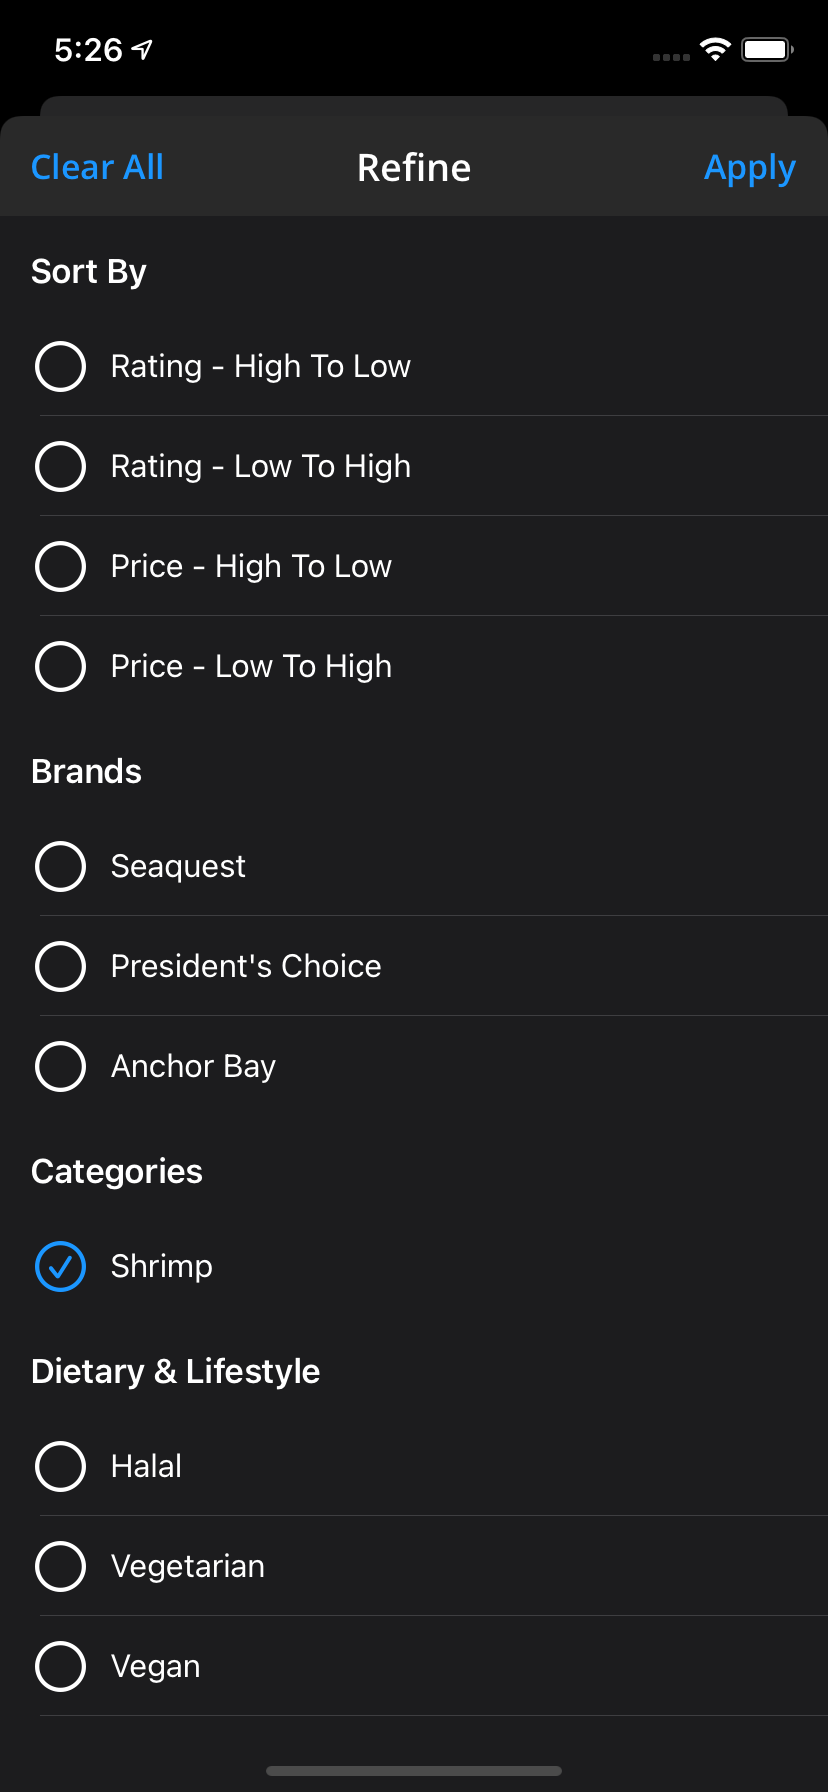 5:26
Clear All
Refine
Apply
Sort By
Rating - High To Low
Rating - Low To High
Price - High To Low
Price - Low To High
Brands
Seaquest
President's Choice
Anchor Bay
Categories
Shrimp
Dietary & Lifestyle
Halal
Vegetarian
Vegan